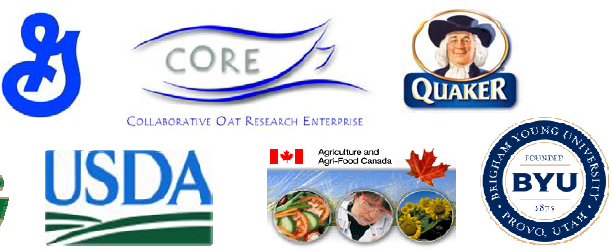 G
CORE
COLLABORATIVE OAT RESEARCH ENTERPRISE
QUAKER
USDA
Agriculture and
Agri-Food Canada
BRIGHAM YOUNG UNIVERSITY
FOUNDED
BYU
1875
PROVO, UTAH